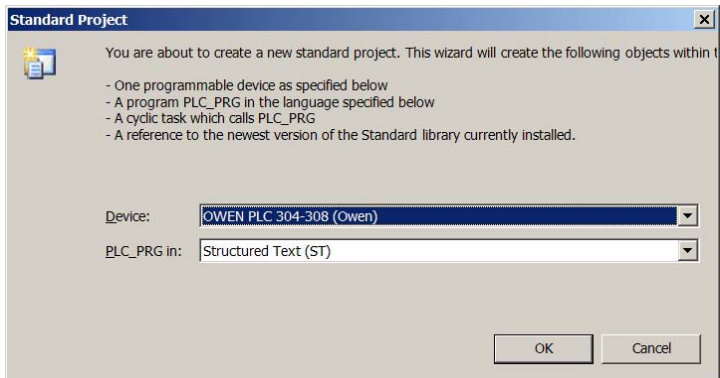 Standard Project
You are about to create a new standard project. This wizard will create the following objects within t
- One programmable device as specified below
- A program PLC_PRG in the language specified below
- A cyclic task which calls PLC_PRG
- A reference to the newest version of the Standard library currently installed.
Device: OWEN PLC 304-308 (Owen)
PLC_PRG in: Structured Text (ST)
OK Cancel